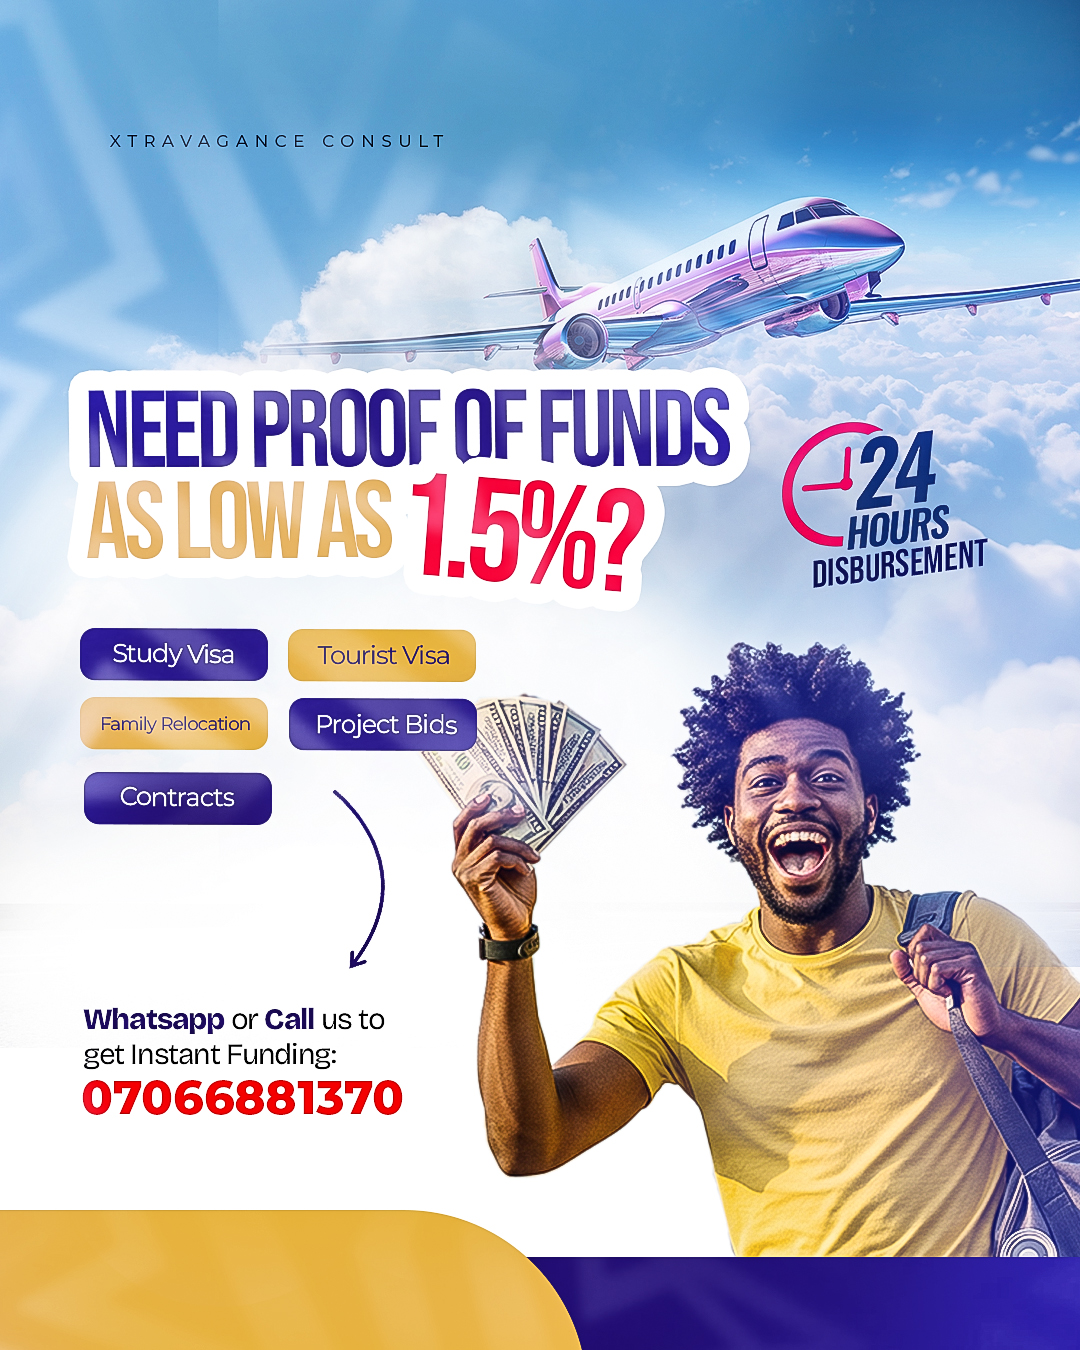 XTRAVAGANCE CONSULT
NEED PROOF OF FUNDS
AS LOW AS 1.5%?
24
HOURS
DISBURSEMENT
Study Visa
Tourist Visa
Family Relocation
Project Bids
Contracts
Whatsapp or Call us to
get Instant Funding:
07066881370